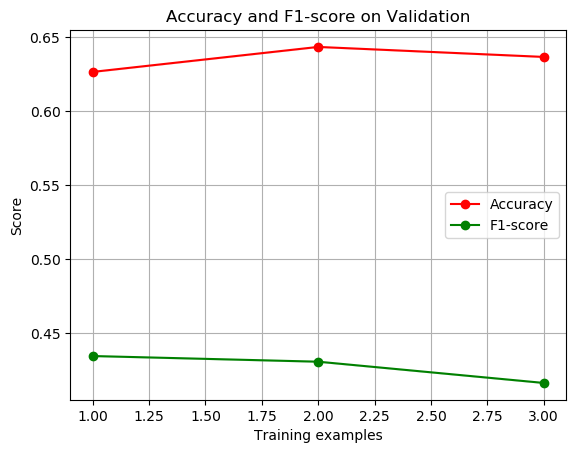 Accuracy and F1-score on Validation
0.65
0.60
0.55
0.50
0.45
Score
Accuracy
F1-score
1.00 1.25 1.50 1.75 2.00 2.25 2.50 2.75 3.00
Training examples